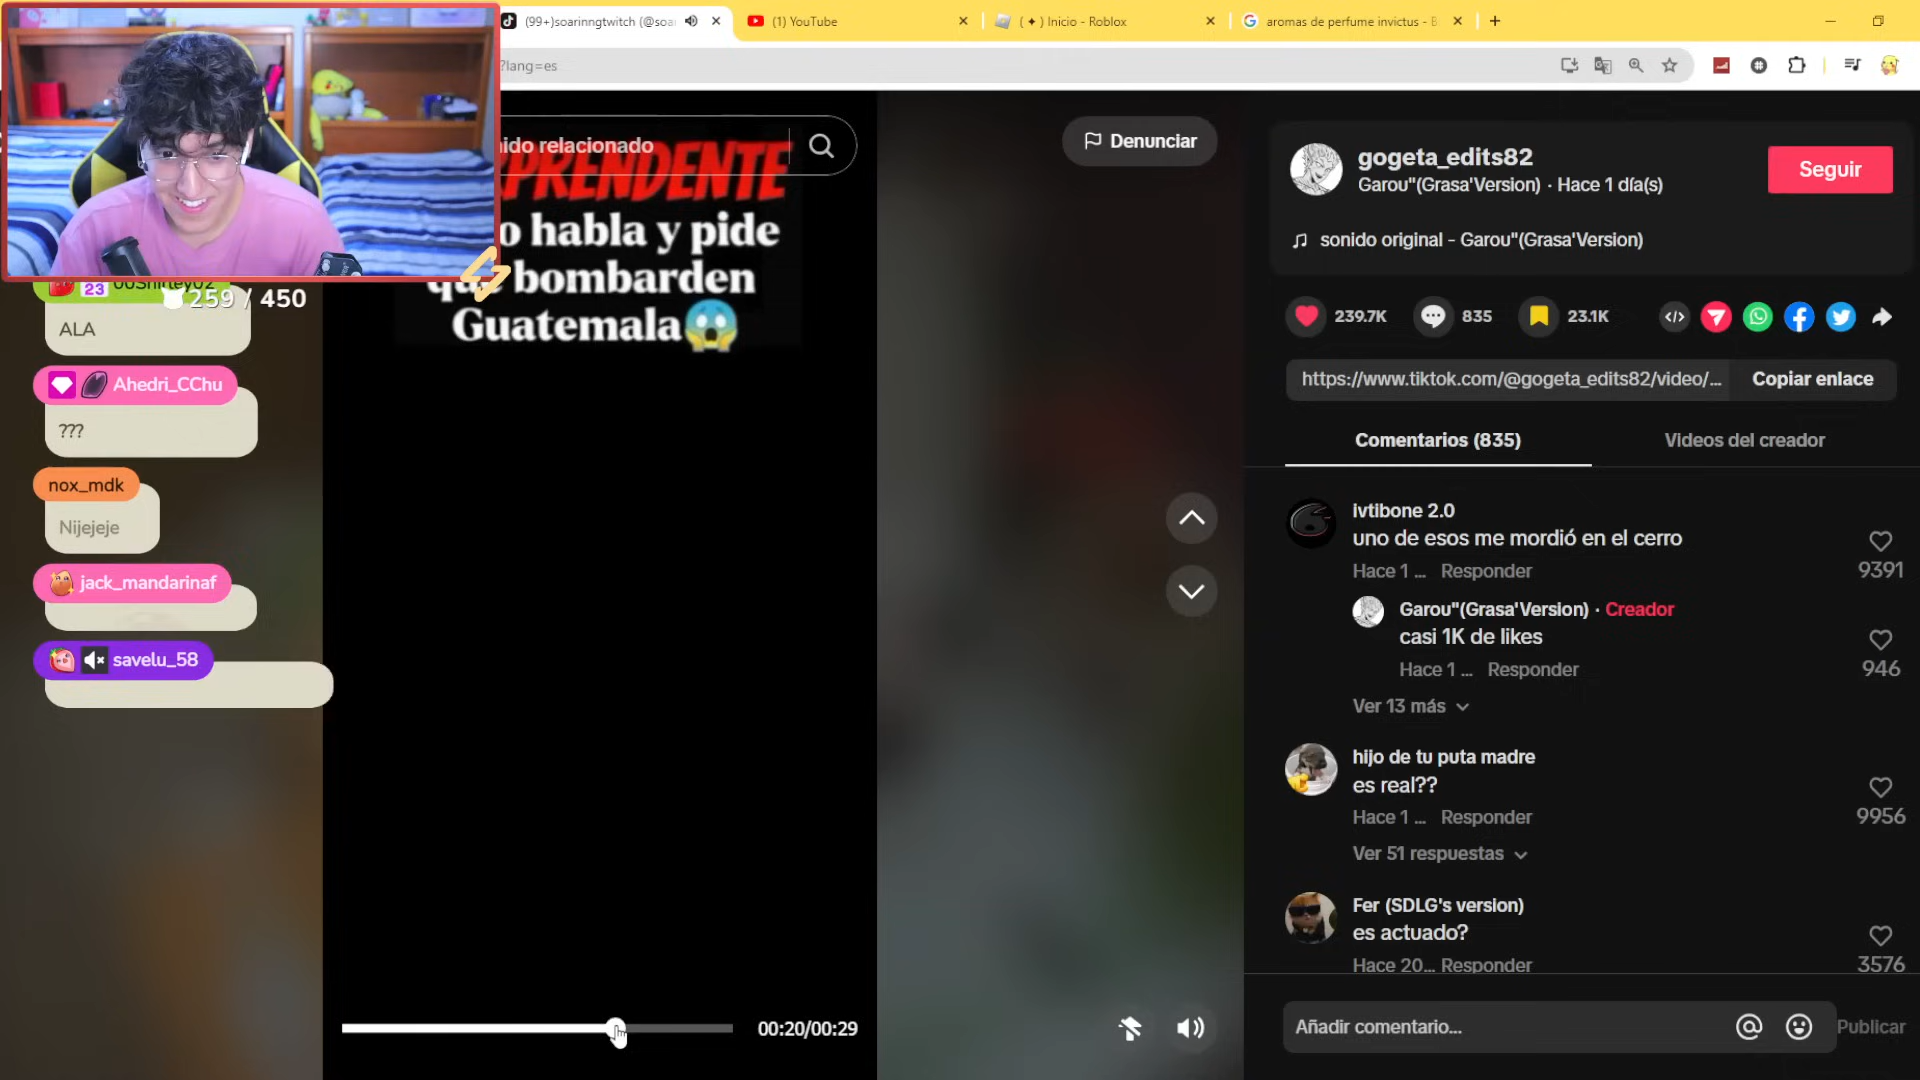 (99+)soarinngtwitch (@soar
(1) YouTube
( ✦ ) Inicio - Roblox
aromas de perfume invictus - B
?lang=es
ido relacionado
PRENDENTE
o habla y pide
que bombarden
Guatemala😱
Denunciar
23
259 / 450
ALA
Ahedri_CChu
???
nox_mdk
Nijejeje
jack_mandarinaf
savelu_58
00:20/00:29
gogeta_edits82
Garou"(Grasa'Version) · Hace 1 día(s)
Seguir
sonido original - Garou"(Grasa'Version)
239.7K
835
23.1K
https://www.tiktok.com/@gogeta_edits82/video/...
Copiar enlace
Comentarios (835)
Videos del creador
ivtibone 2.0
uno de esos me mordió en el cerro
Hace 1 ... Responder
9391
Garou"(Grasa'Version) · Creador
casi 1K de likes
Hace 1 ... Responder
946
Ver 13 más
hijo de tu puta madre
es real??
Hace 1 ... Responder
9956
Ver 51 respuestas
Fer (SDLG's version)
es actuado?
Hace 20... Responder
3576
Añadir comentario...
Publicar